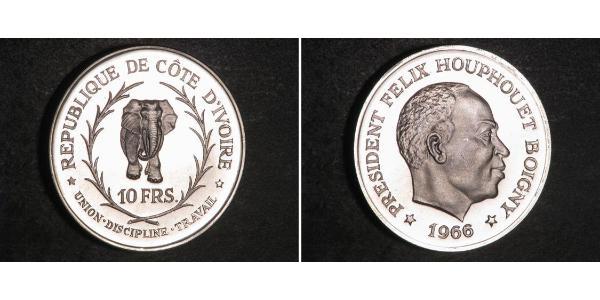 REPUBLIQUE DE CÔTE D'IVOIRE
10 FRS.
UNION·DISCIPLINE·TRAVAIL
PRESIDENT FELIX HOUPHOUET BOIGNY
1966